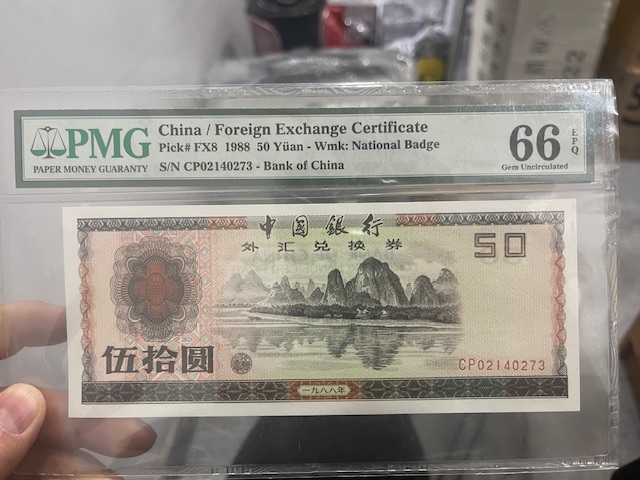 PMG
PAPER MONEY GUARANTY
China / Foreign Exchange Certificate
Pick# FX8 1988 50 Yüan - Wmk: National Badge
S/N CP02140273 - Bank of China
66 EPQ
Gem Uncirculated
中國銀行
外汇兑换券
50
伍拾圆
CP02140273
一九八八年